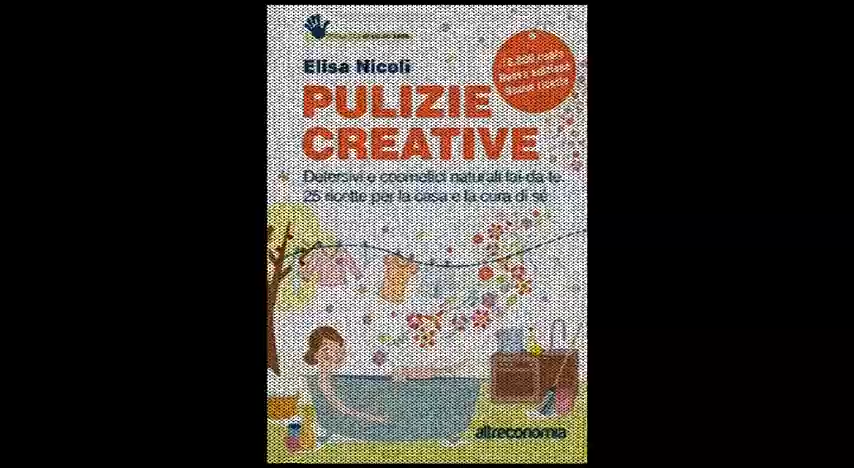 Elisa Nicoli
PULIZIE
CREATIVE
Detersivi e cosmetici naturali fai-da-te
25 ricette per la casa e la cura di sé
altreconomia